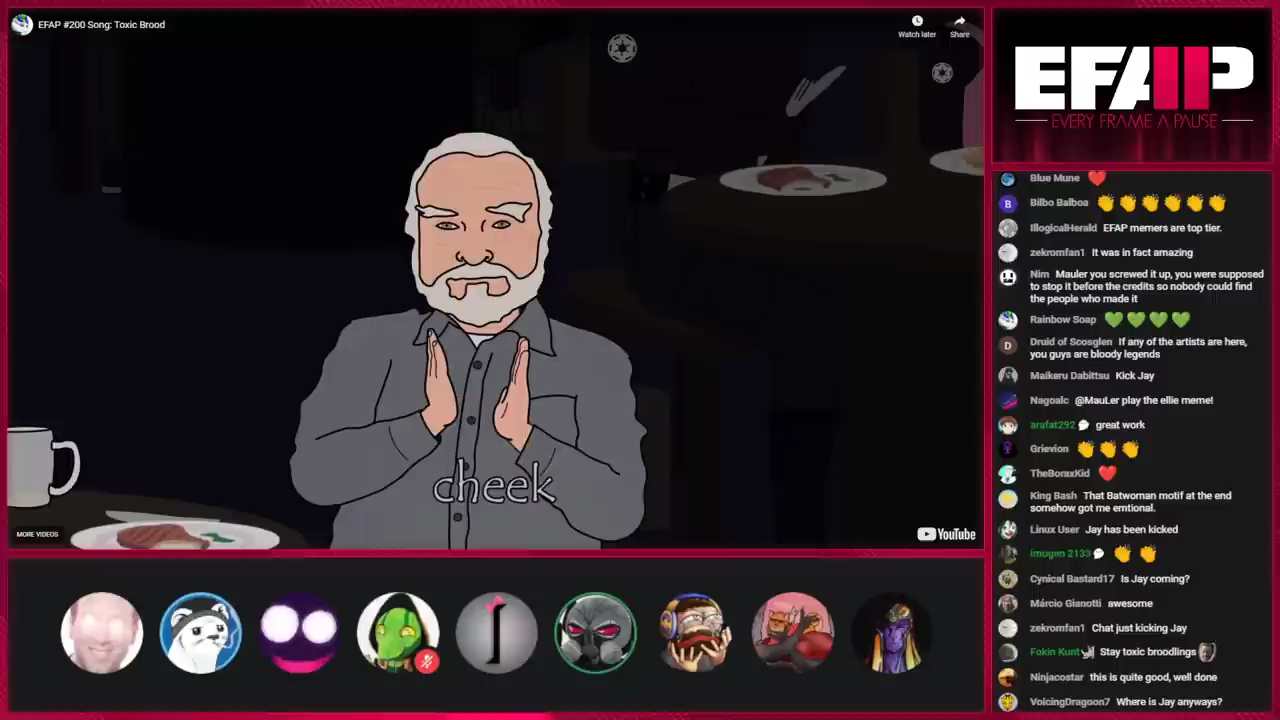 EFAP #200 Song: Toxic Brood
Watch later
Share
cheek
MORE VIDEOS
YouTube
EFAP
EVERY FRAME A PAUSE
Blue Mune ❤️
Bilbo Balboa 👏👏👏👏👏👏
IllogicalHerald EFAP memers are top tier.
zekromfan1 It was in fact amazing
Nim Mauler you screwed it up, you were supposed
to stop it before the credits so nobody could find
the people who made it
Rainbow Soap 💚💚💚💚
D
Druid of Scosglen If any of the artists are here,
you guys are bloody legends
Maikeru Dabittsu Kick Jay
Nagoalc @MauLer play the ellie meme!
arafat292 great work
Grievion 👏👏👏
TheBoraxKid ❤️
King Bash That Batwoman motif at the end
somehow got me emtional.
Linux User Jay has been kicked
imogen 2139 👏👏
Cynical Bastard17 Is Jay coming?
Márcio Gianotti awesome
zekromfan1 Chat just kicking Jay
Fokin Kunt Stay toxic broodlings
Ninjacostar this is quite good, well done
VoicingDragoon7 Where is Jay anyways?